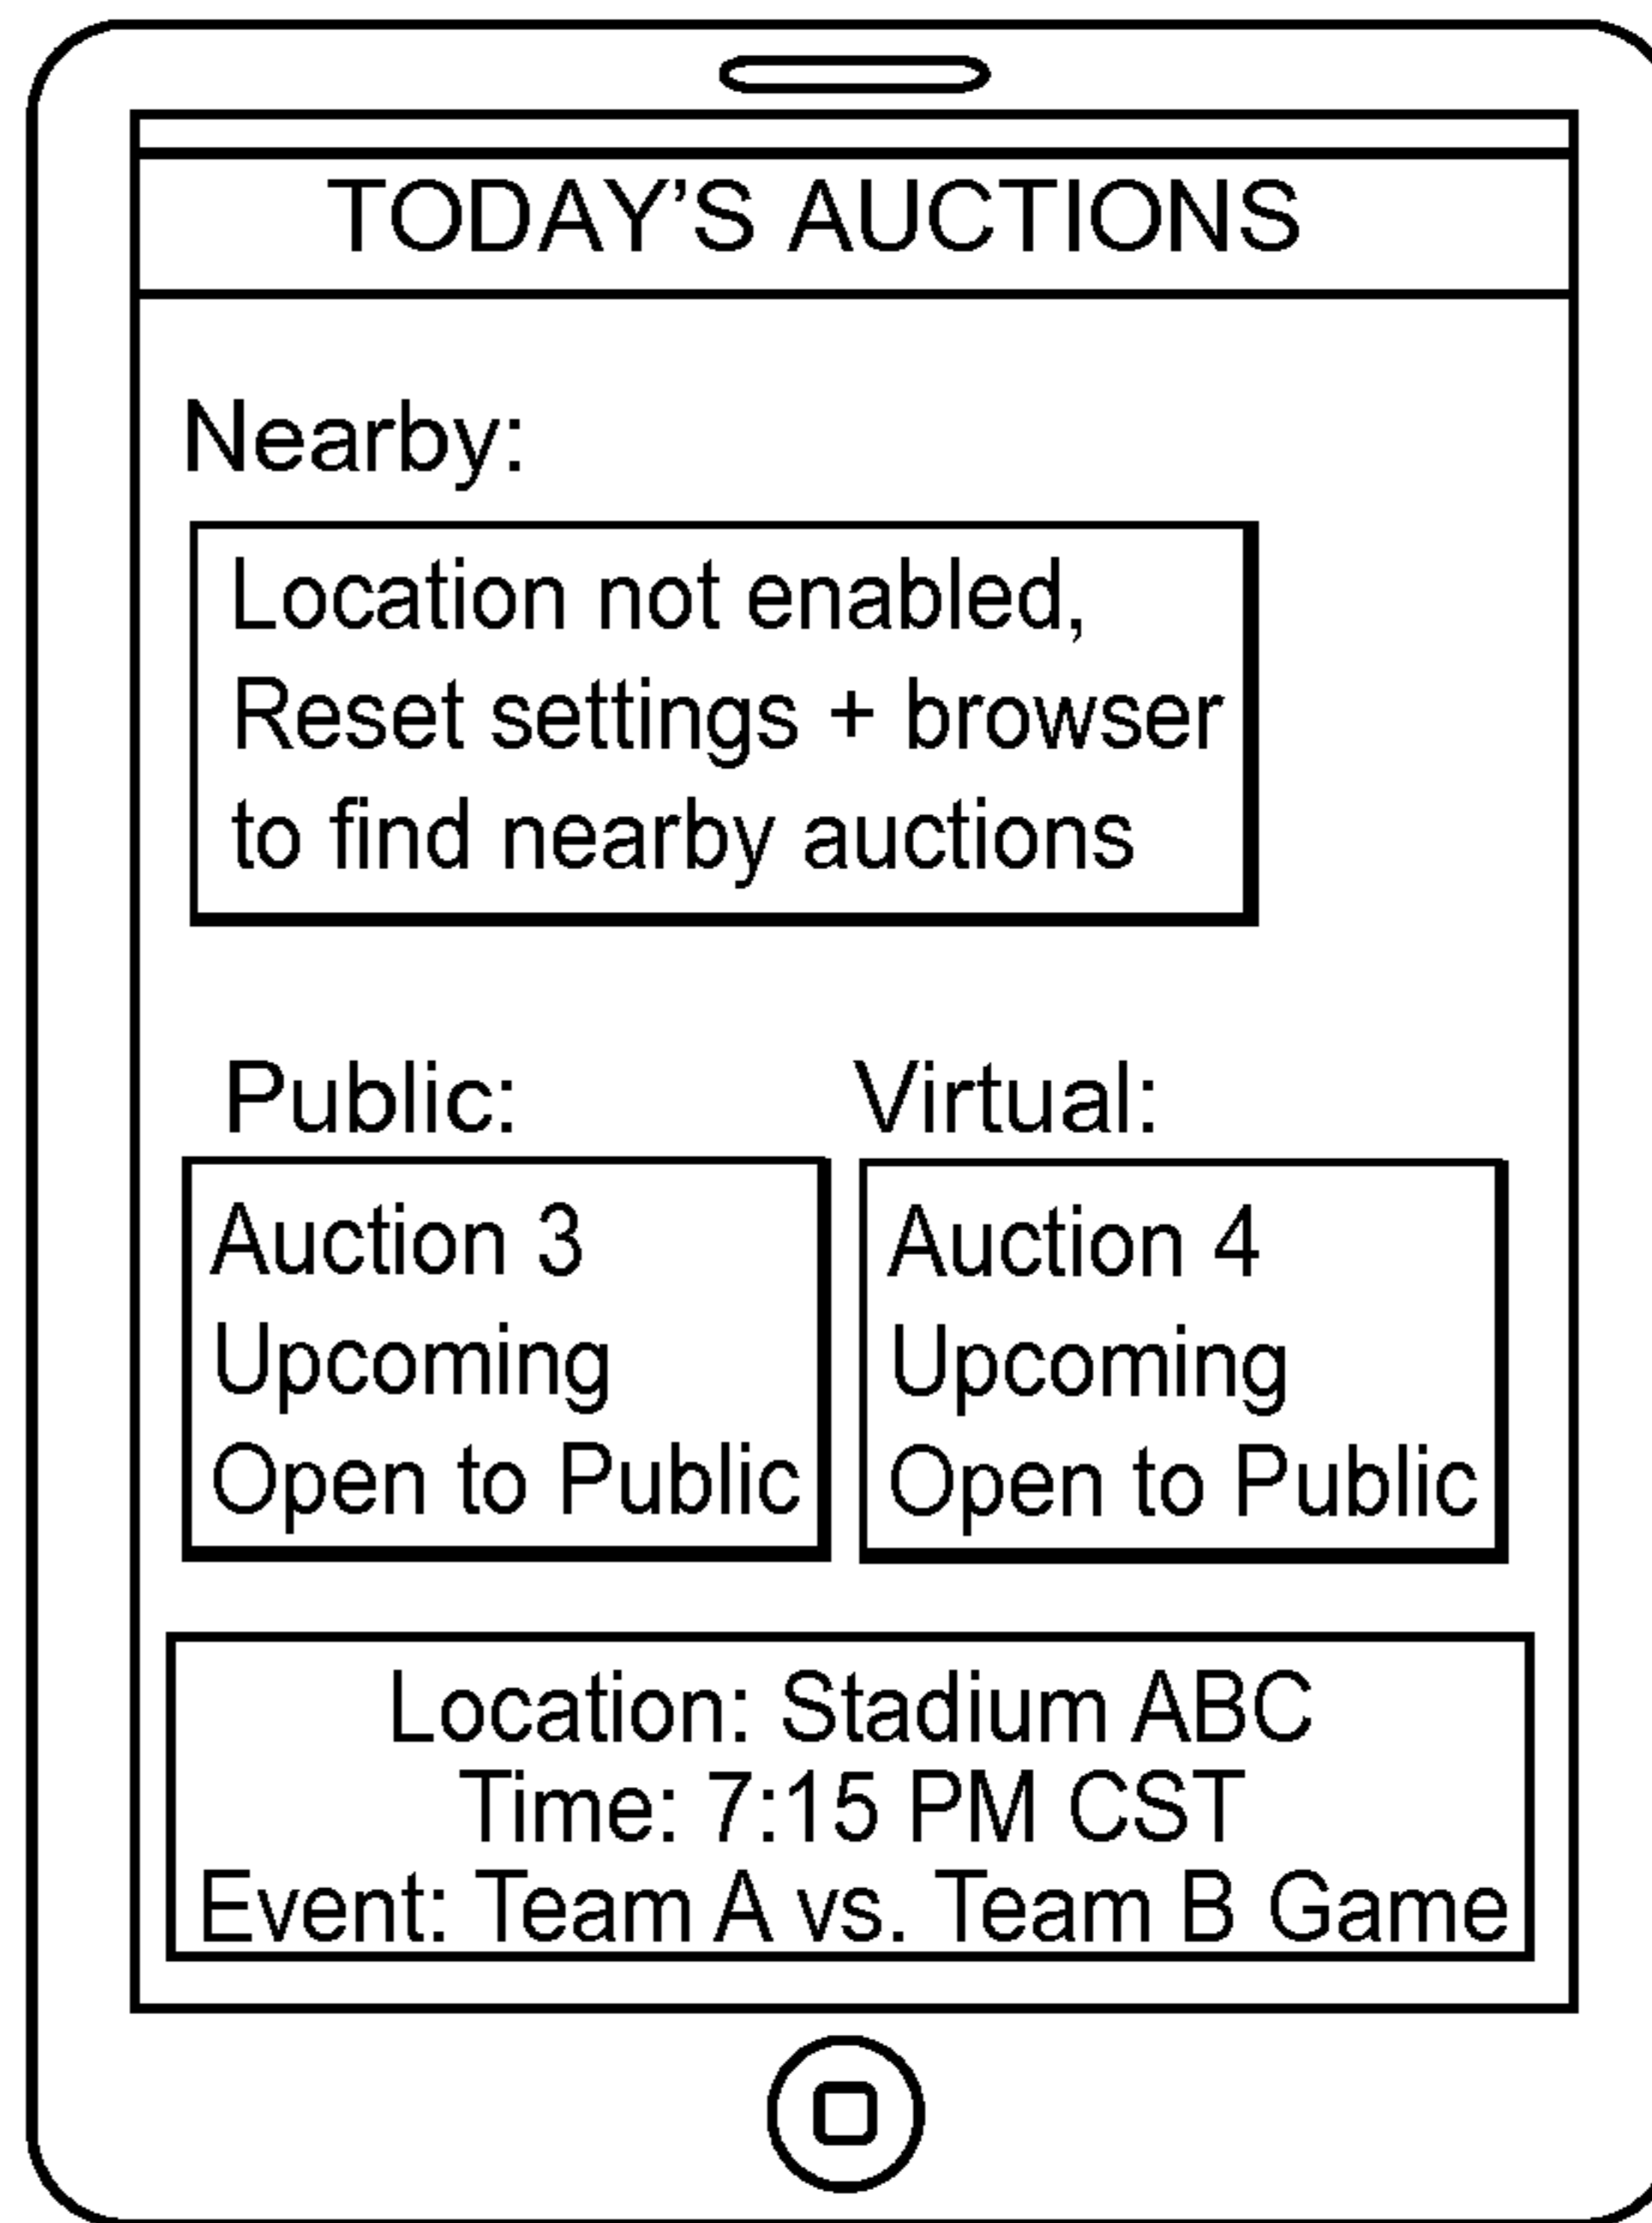 TODAY’S AUCTIONS
Nearby:
Location not enabled,
Reset settings + browser
to find nearby auctions
Public:
Auction 3
Upcoming
Open to Public
Virtual:
Auction 4
Upcoming
Open to Public
Location: Stadium ABC
Time: 7:15 PM CST
Event: Team A vs. Team B Game